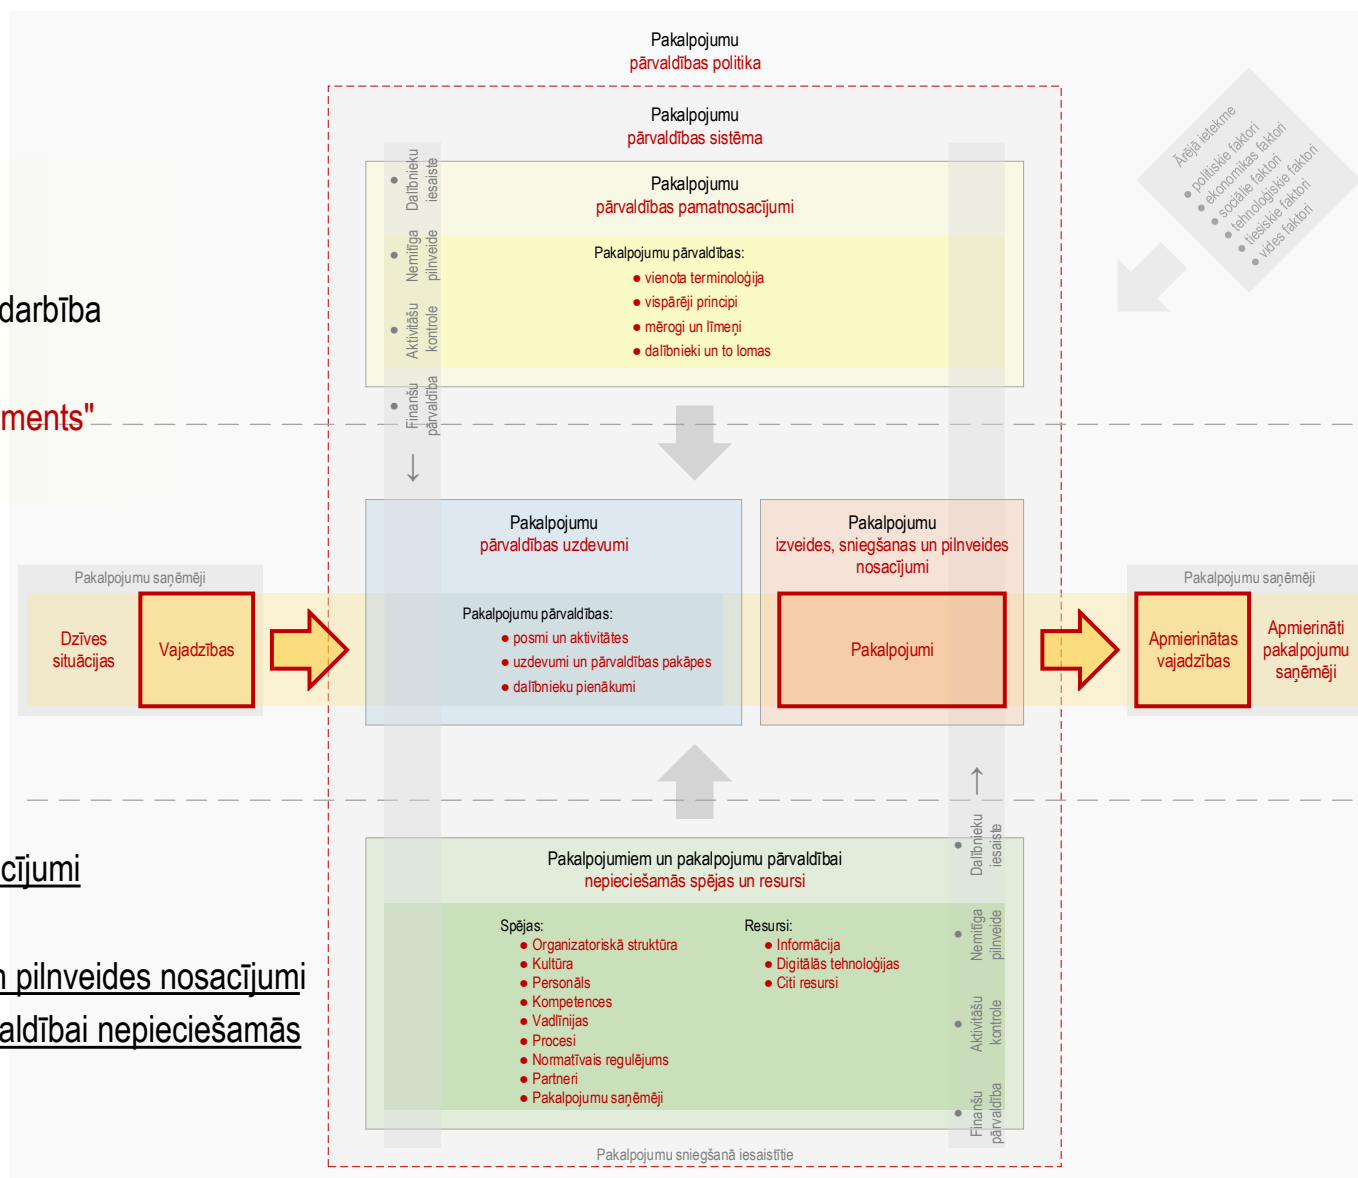 Pakalpojumu
pārvaldības politika
Pakalpojumu
pārvaldības sistēma
Pakalpojumu
pārvaldības pamatnosacījumi
Pakalpojumu pārvaldības:
● vienota terminoloģija
● vispārēji principi
● mērogi un līmeņi
● dalībnieki un to lomas
● Dalībnieku
iesaiste
● Nemitīga
pilnveide
● Aktivitāšu
kontrole
● Finanšu
pārvaldība
←
Ārējā ietekme
● politiskie faktori
● ekonomikas faktori
● sociālie faktori
● tehnoloģiskie faktori
● tiesiskie faktori
● vides faktori
darbība
ments"
Pakalpojumu
pārvaldības uzdevumi
Pakalpojumu pārvaldības:
● posmi un aktivitātes
● uzdevumi un pārvaldības pakāpes
● dalībnieku pienākumi
Pakalpojumu
izveides, sniegšanas un pilnveides
nosacījumi
Pakalpojumi
Pakalpojumu saņēmēji
Dzīves
situācijas
Vajadzības
Pakalpojumu saņēmēji
Apmierinātas
vajadzības
Apmierināti
pakalpojumu
saņēmēji
cījumi
n pilnveides nosacījumi
valdībai nepieciešamās
Pakalpojumiem un pakalpojumu pārvaldībai
nepieciešamās spējas un resursi
Spējas:
● Organizatoriskā struktūra
● Kultūra
● Personāls
● Kompetences
● Vadlīnijas
● Procesi
● Normatīvais regulējums
● Partneri
● Pakalpojumu saņēmēji
Resursi:
● Informācija
● Digitālās tehnoloģijas
● Citi resursi
→
● Dalībnieku
iesaiste
● Nemitīga
pilnveide
● Aktivitāšu
kontrole
● Finanšu
pārvaldība
Pakalpojumu sniegšanā iesaistītie